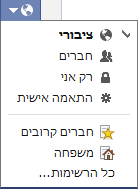 ציבורי
חברים
רק אני
התאמה אישית
חברים קרובים
משפחה
כל הרשימות...